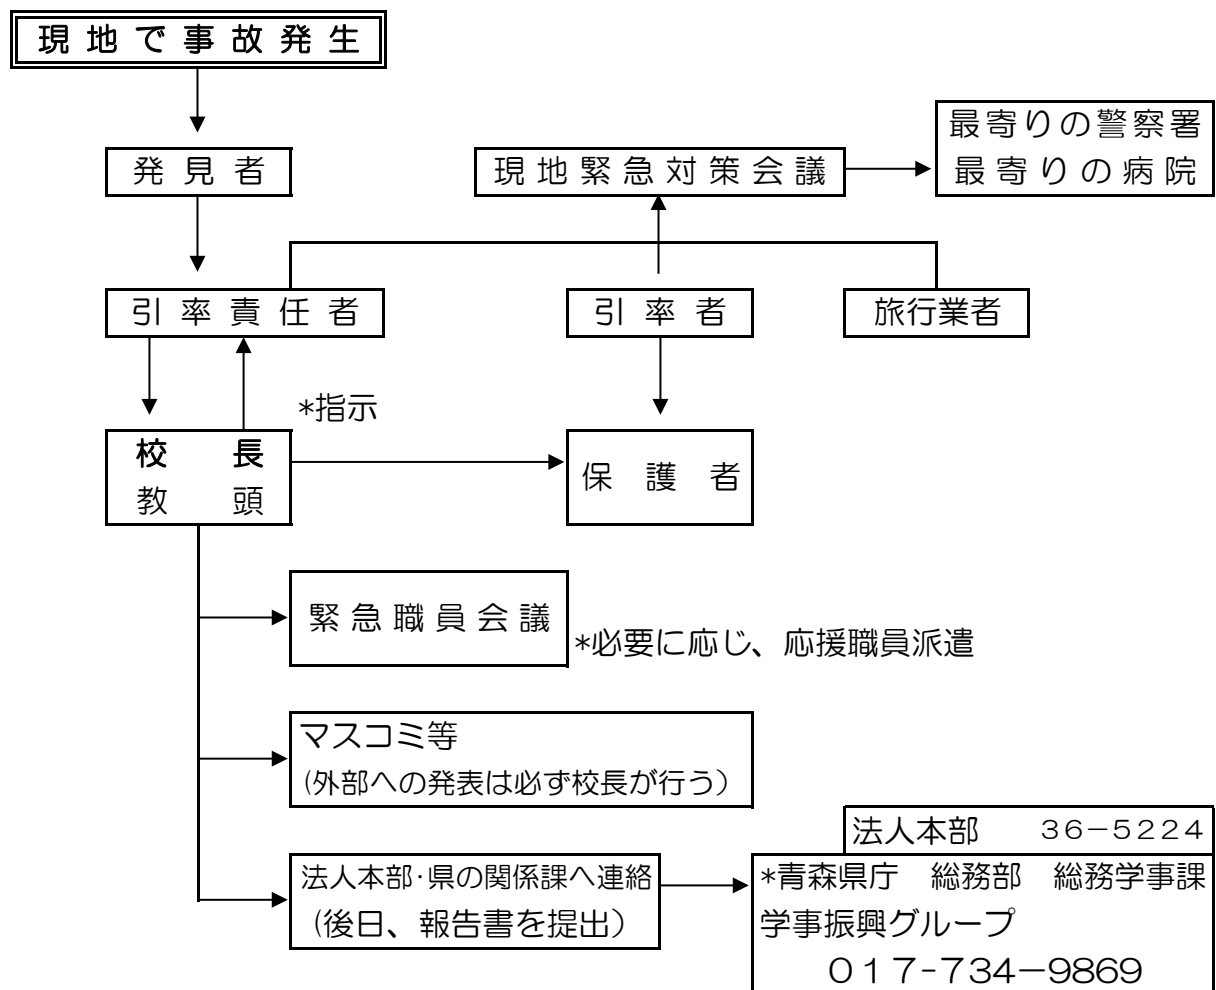 現地で事故発生
最寄りの警察署
最寄りの病院
発見者
現地緊急対策会議
引率責任者
引率者
旅行業者
*指示
校　長
教　頭
保護者
緊急職員会議
*必要に応じ、応援職員派遣
マスコミ等
(外部への発表は必ず校長が行う)
法人本部　36－5224
法人本部･県の関係課へ連絡
(後日、報告書を提出)
*青森県庁　総務部　総務学事課
学事振興グループ
０１７-７３４－９８６９